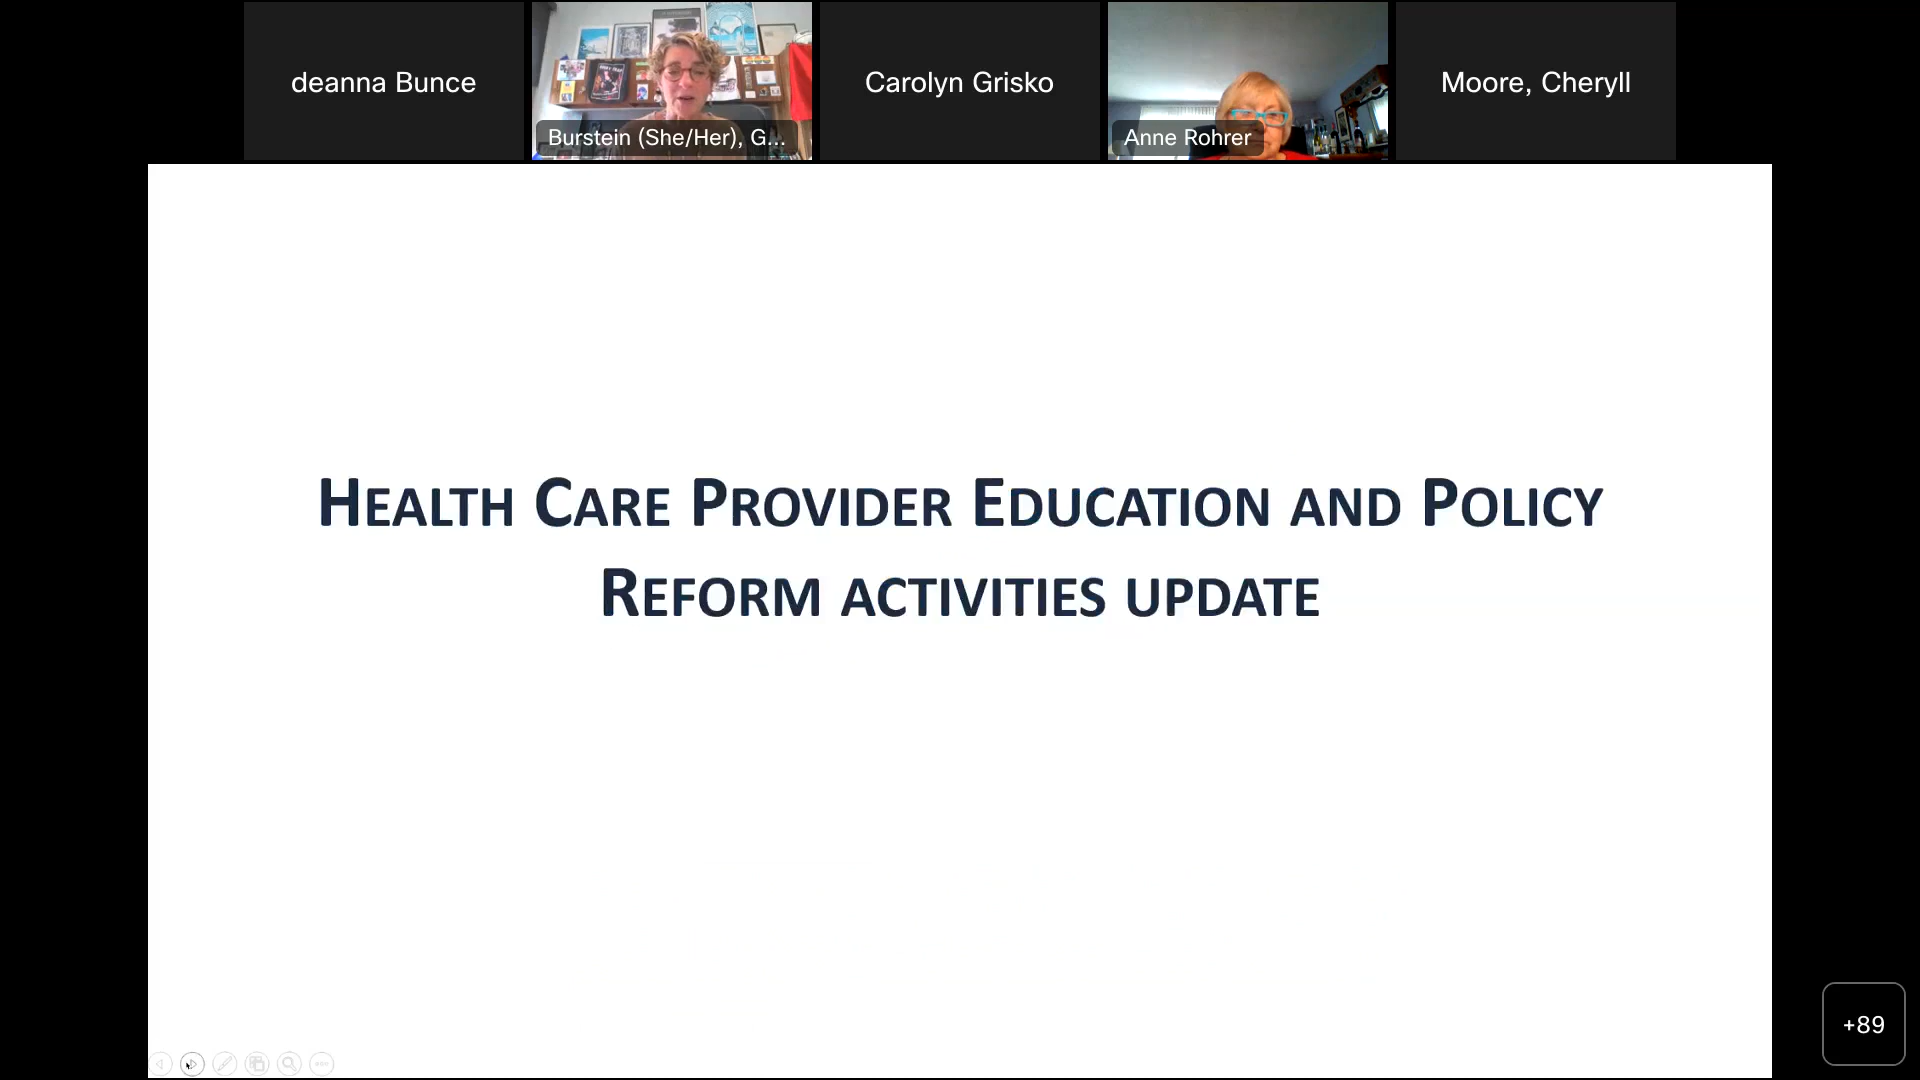 deanna Bunce
Burstein (She/Her), G...
Carolyn Grisko
Anne Rohrer
Moore, Cheryll
Health Care Provider Education and Policy
Reform activities update
+89